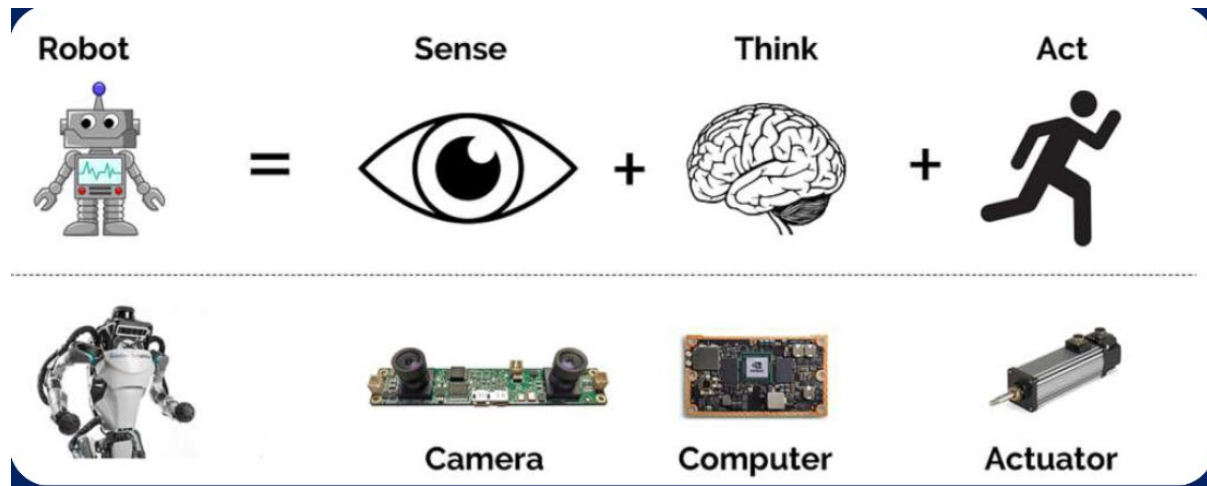 Robot
Sense
Think
Act
=
+
+
Camera
Computer
Actuator